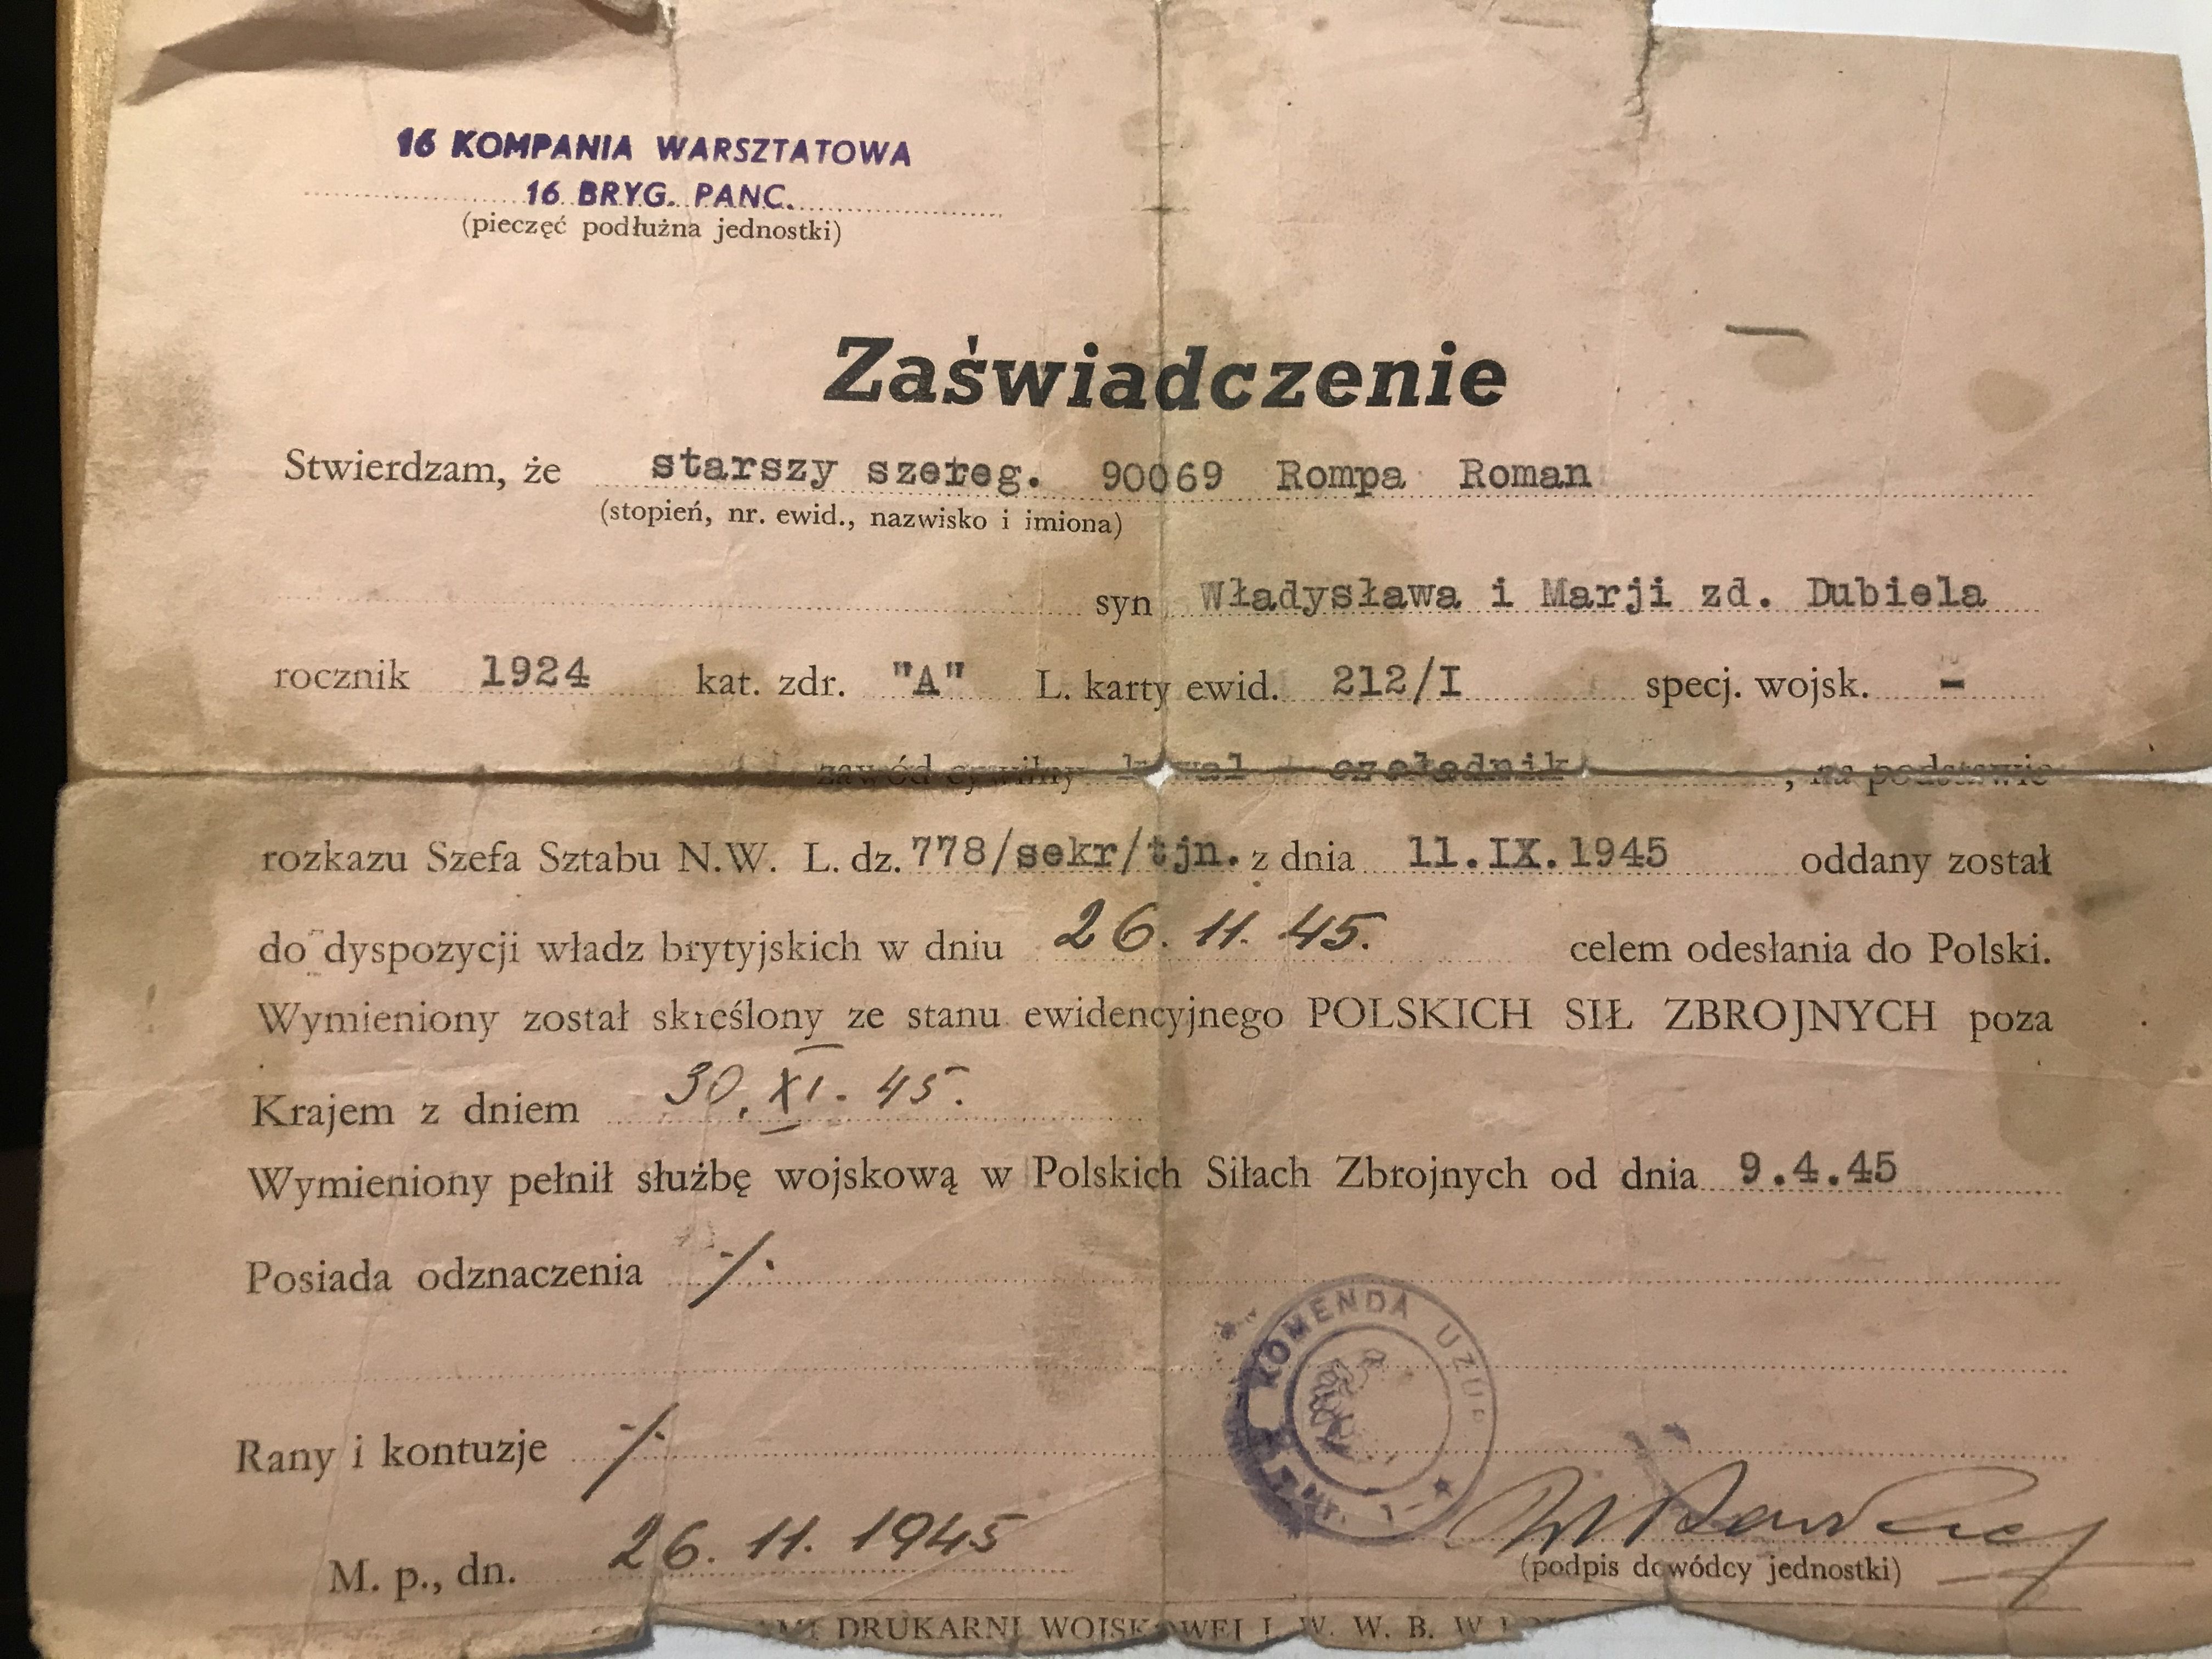 16 KOMPANIA WARSZTATOWA
16 BRYG. PANC.
(pieczęć podłużna jednostki)
Zaświadczenie
Stwierdzam, że starszy szereg. 90069 Rompa Roman
(stopień, nr. ewid., nazwisko i imiona)
syn Władysława i Marji zd. Dubiela
rocznik 1924 kat. zdr. "A" L. karty ewid. 212/I specj. wojsk. -
zawód cywilny kowal czeladnik, na podstawie
rozkazu Szefa Sztabu N.W. L. dz. 778/sekr/tjn. z dnia 11.IX.1945 oddany został
do dyspozycji władz brytyjskich w dniu 26. 11. 45. celem odesłania do Polski.
Wymieniony został skreślony ze stanu ewidencyjnego POLSKICH SIŁ ZBROJNYCH poza
Krajem z dniem 30. XI. 45.
Wymieniony pełnił służbę wojskową w Polskich Siłach Zbrojnych od dnia 9.4.45
Posiada odznaczenia -/.
KOMENDA UZUP
Rany i kontuzje -/.
M. p., dn. 26. 11. 1945
(podpis dowódcy jednostki)
DRUKARNI WOJSKOWEJ J. W. W. B. W